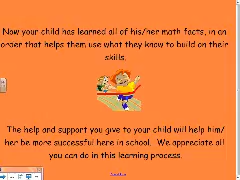 Now your child has learned all of his/her math facts, in an
order that helps them use what they know to build on their
skills.
The help and support you give to your child will help him/
her be more successful here in school. We appreciate all
you can do in this learning process.